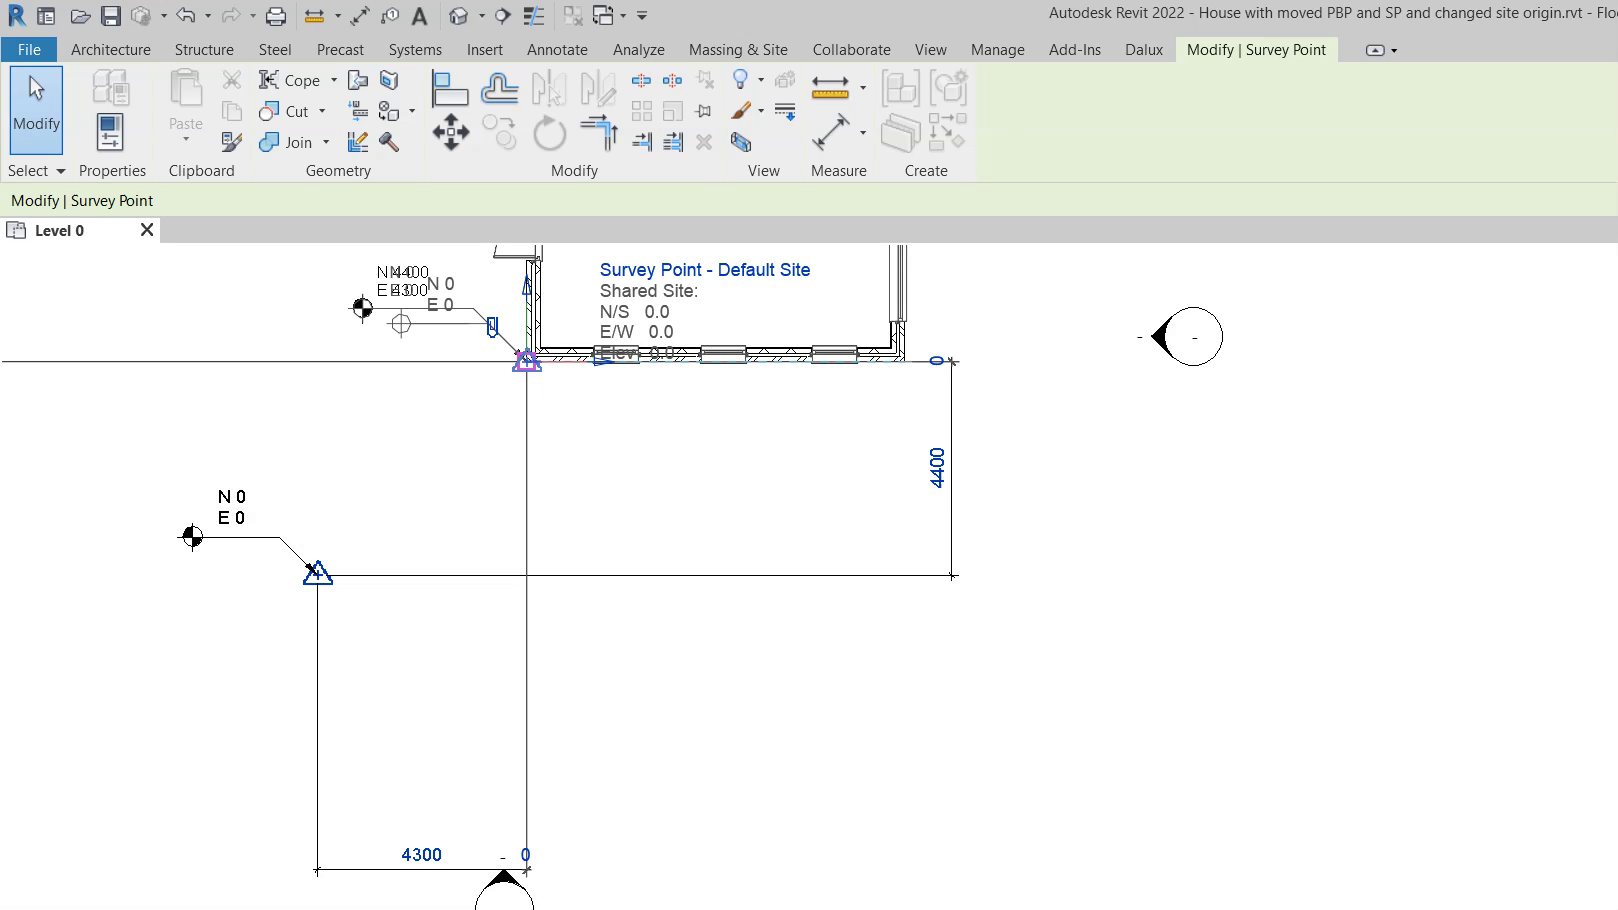 Autodesk Revit 2022 - House with moved PBP and SP and changed site origin.rvt - Floo
File Architecture Structure Steel Precast Systems Insert Annotate Analyze Massing & Site Collaborate View Manage Add-Ins Dalux Modify | Survey Point
Cope
Cut
Join
Modify
Paste
Select Properties Clipboard Geometry Modify View Measure Create
Modify | Survey Point
Level 0
Survey Point - Default Site
Shared Site:
N/S 0.0
E/W 0.0
Elev 0.0
N 0
E 0
0
4400
N 0
E 0
4300
0
-
-
-